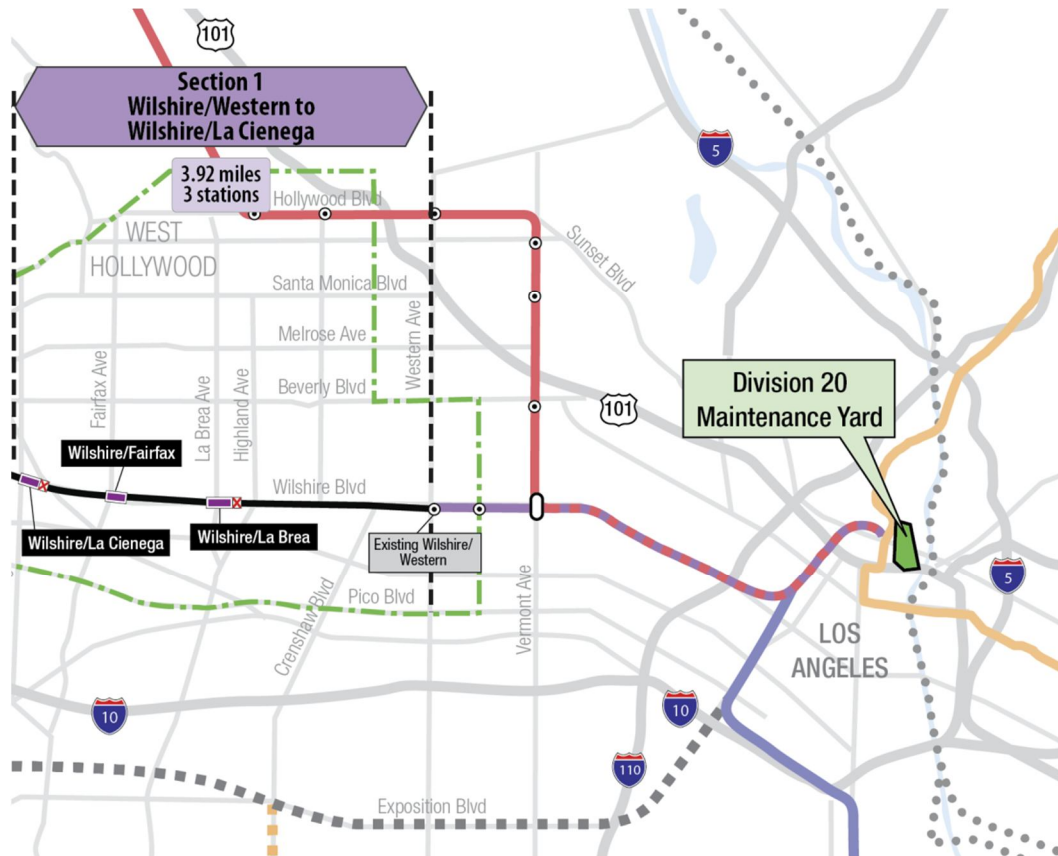 101
Section 1
Wilshire/Western to
Wilshire/La Cienega
5
3.92 miles
3 stations
Hollywood Blvd
WEST
HOLLYWOOD
Sunset Blvd
Santa Monica Blvd
Melrose Ave
Western Ave
Fairfax Ave
La Brea Ave
Highland Ave
Beverly Blvd
101
Division 20
Maintenance Yard
Wilshire/Fairfax
Wilshire Blvd
Wilshire/La Cienega
Wilshire/La Brea
Existing Wilshire/
Western
5
Pico Blvd
Crenshaw Blvd
Vermont Ave
LOS
ANGELES
10
10
110
Exposition Blvd